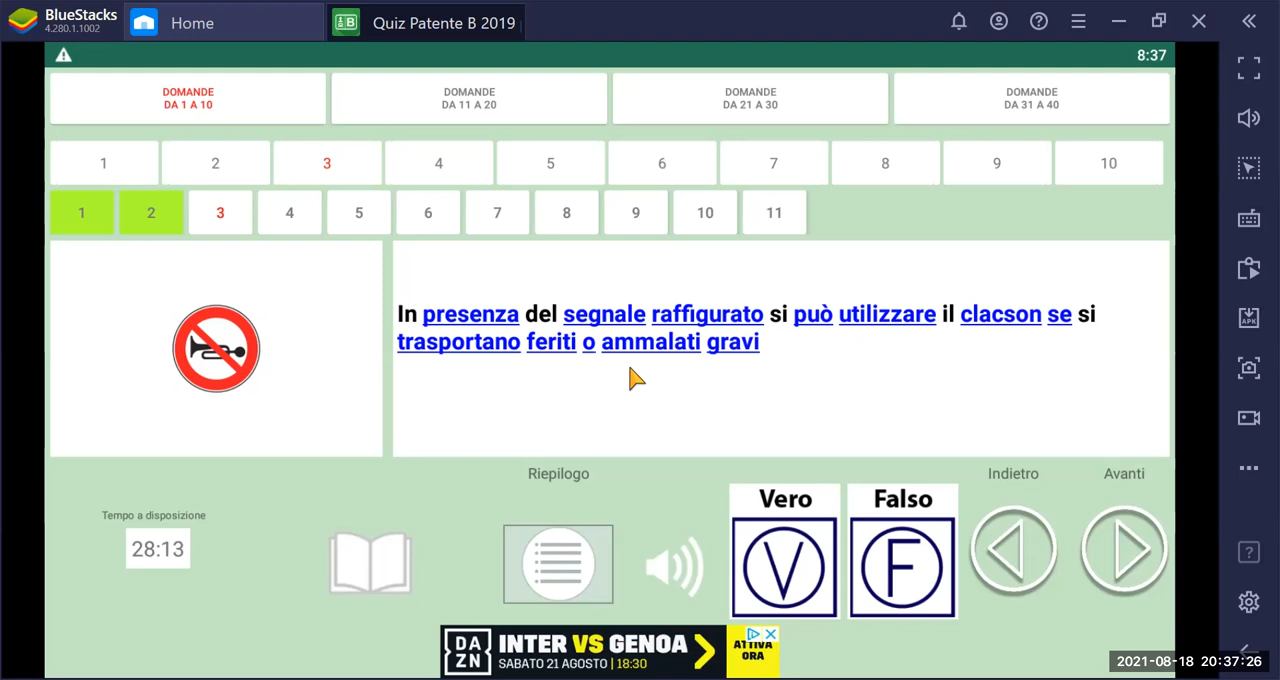 BlueStacks
4.280.1.1002
Home
Quiz Patente B 2019
8:37
DOMANDE
DA 1 A 10
DOMANDE
DA 11 A 20
DOMANDE
DA 21 A 30
DOMANDE
DA 31 A 40
1 2 3 4 5 6 7 8 9 10
1 2 3 4 5 6 7 8 9 10 11
In presenza del segnale raffigurato si può utilizzare il clacson se si
trasportano feriti o ammalati gravi
Riepilogo
Indietro
Avanti
Tempo a disposizione
28:13
Vero
V
Falso
F
DAZN
INTER VS GENOA
SABATO 21 AGOSTO | 18:30
ATTIVA
ORA
APK
2021-08-18 20:37:26